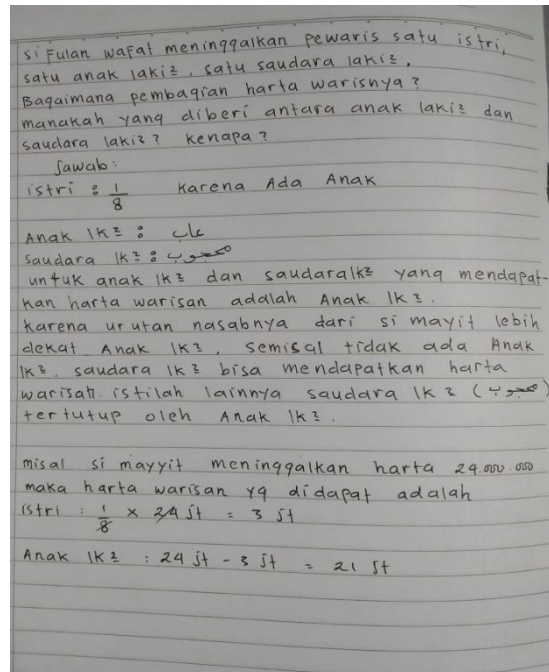 si Fulan wafat meninggalkan pewaris satu istri,
satu anak laki², satu saudara laki².
Bagaimana pembagian harta warisnya?
manakah yang diberi antara anak laki² dan
saudara laki²? kenapa?
Jawab:
istri : 1/8 Karena Ada Anak
Anak lk² :
saudara lk² : محجوب
untuk anak lk² dan saudara lk² yang mendapat-
kan harta warisan adalah Anak lk².
karena urutan nasabnya dari si mayit lebih
dekat Anak lk², semisal tidak ada Anak
lk², saudara lk² bisa mendapatkan harta
warisah. istilah lainnya saudara lk² (محجوب)
tertutup oleh Anak lk².
misal si mayyit meninggalkan harta 24.000.000
maka harta warisan yg didapat adalah
istri : 1/8 x 24 jt = 3 jt
Anak lk² : 24 jt - 3 jt = 21 jt